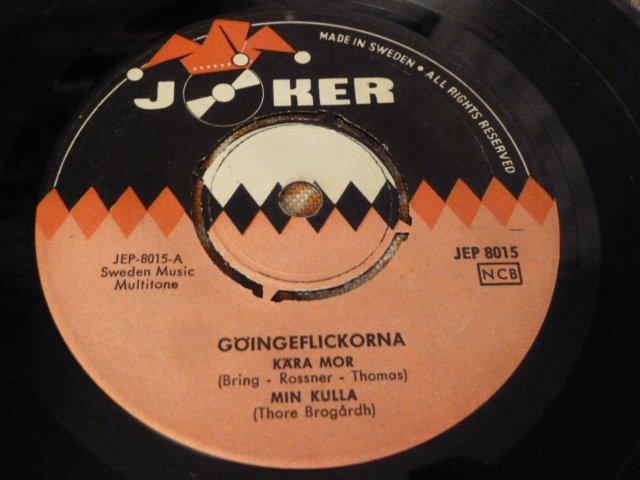 JOKER
MADE IN SWEDEN • ALL RIGHTS RESERVED
JEP-8015-A
Sweden Music
Multitone
JEP 8015
NCB
GÖINGEFLICKORNA
KÄRA MOR
(Bring - Rossner - Thomas)
MIN KULLA
(Thore Brogårdh)